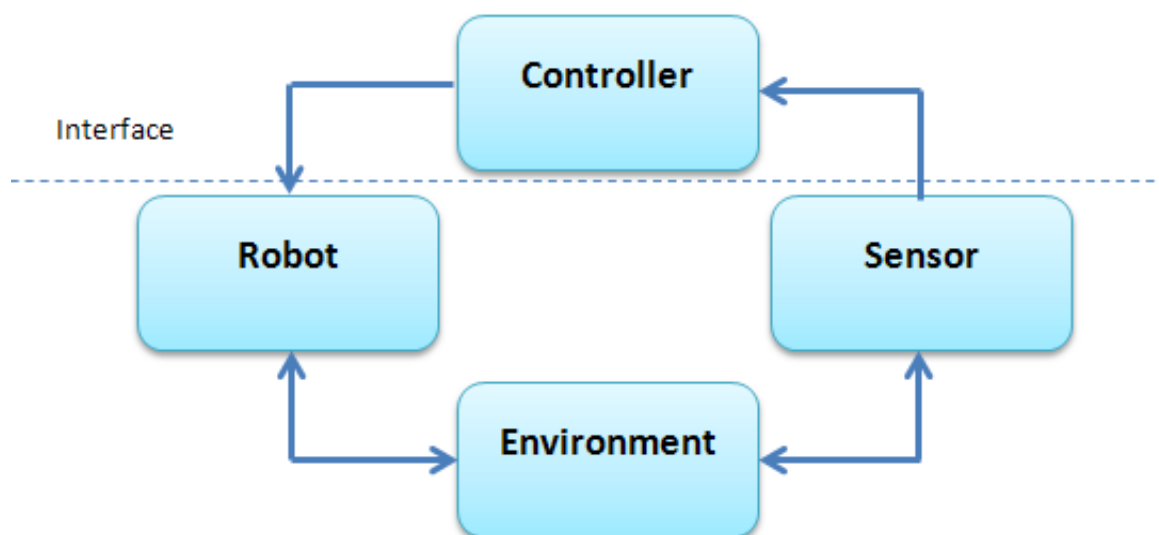 Controller
Interface
Robot
Sensor
Environment